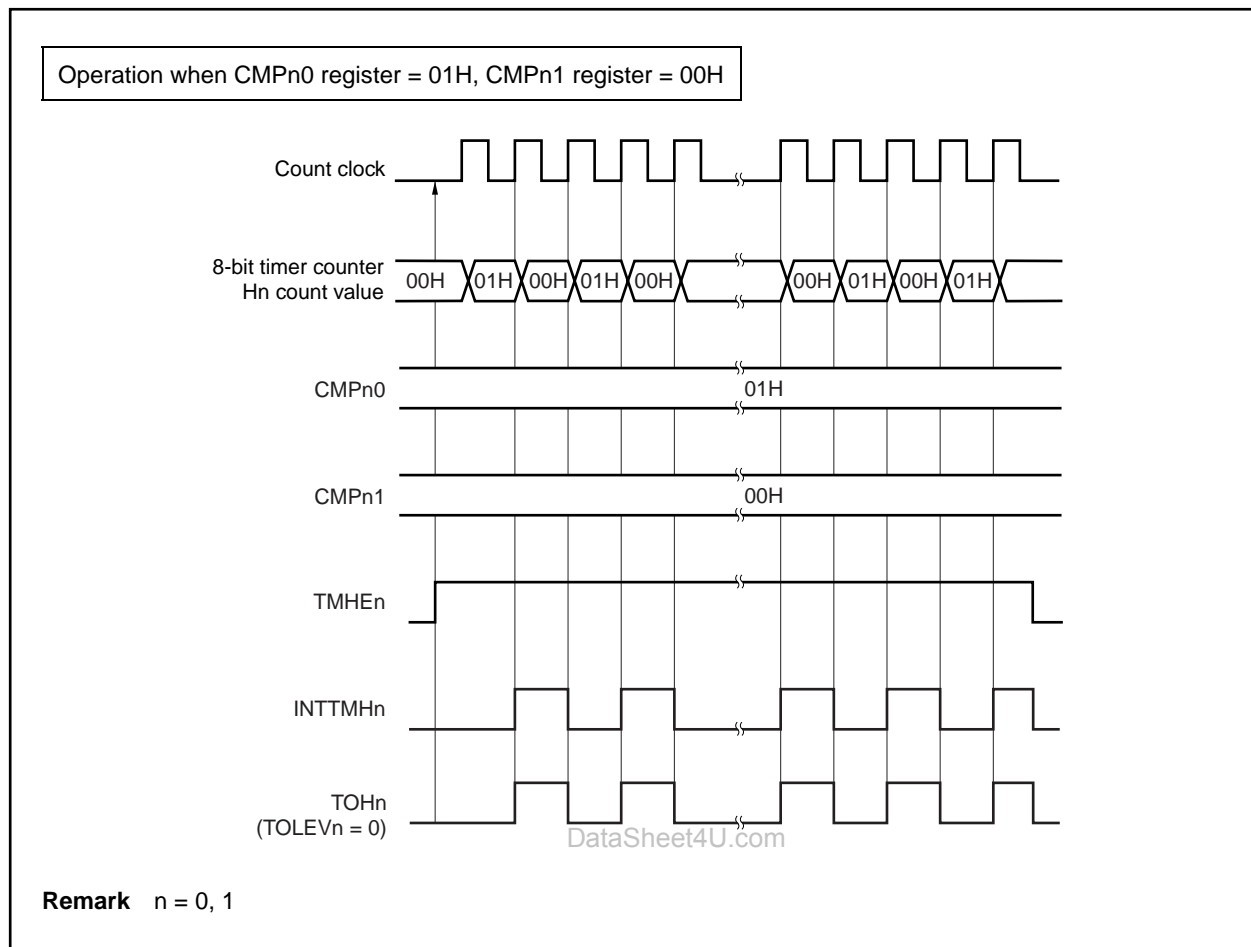 Operation when CMPn0 register = 01H, CMPn1 register = 00H
Count clock
8-bit timer counter
Hn count value
00H 01H 00H 01H 00H 00H 01H 00H 01H
CMPn0
01H
CMPn1
00H
TMHEn
INTTMHn
TOHn
(TOLEVn = 0)
DataSheet4U.com
Remark n = 0, 1